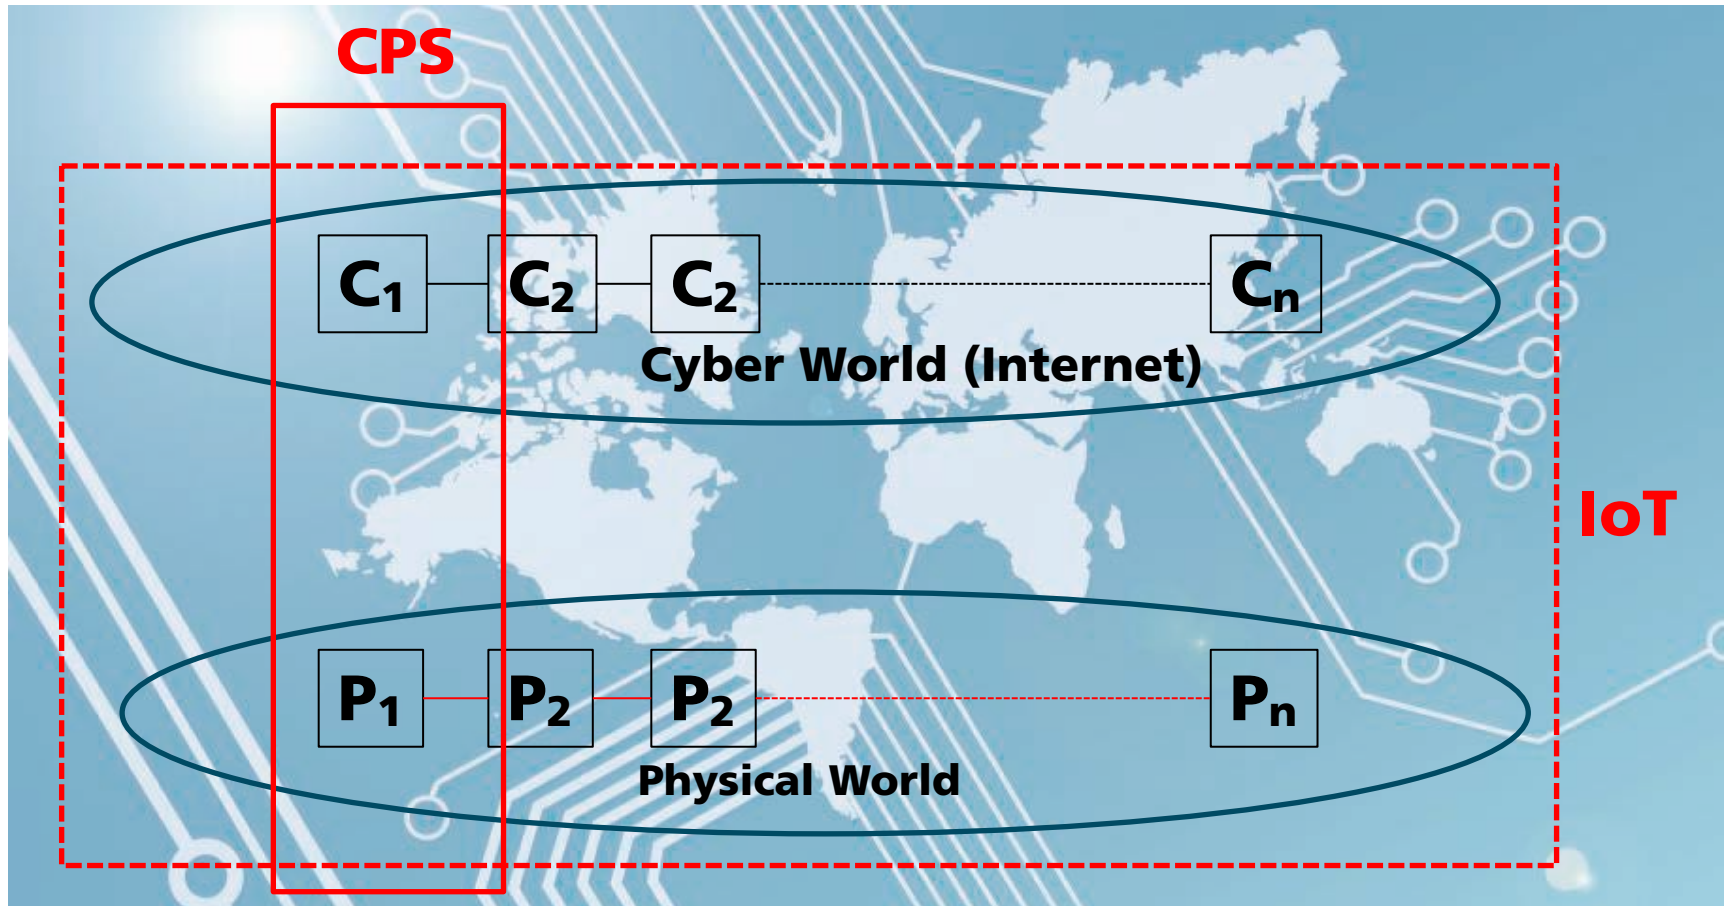 CPS
C₁ C₂ C₂ Cₙ
Cyber World (Internet)
IoT
P₁ P₂ P₂ Pₙ
Physical World